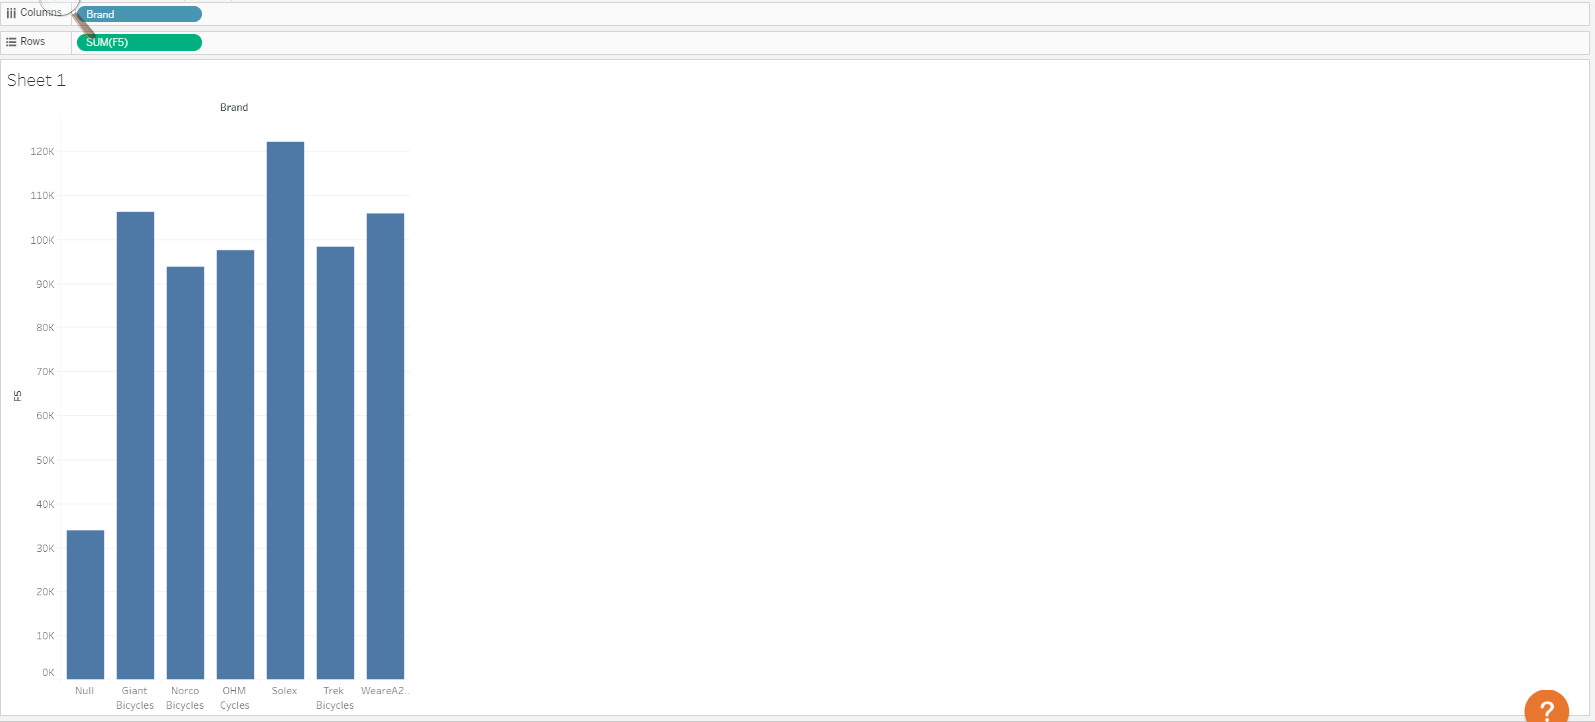 Columns
Brand
Rows
SUM(F5)
Sheet 1
Brand
120K
110K
100K
90K
80K
70K
60K
50K
40K
30K
20K
10K
0K
F5
Null
Giant
Bicycles
Norco
Bicycles
OHM
Cycles
Solex
Trek
Bicycles
WeareA2..
?